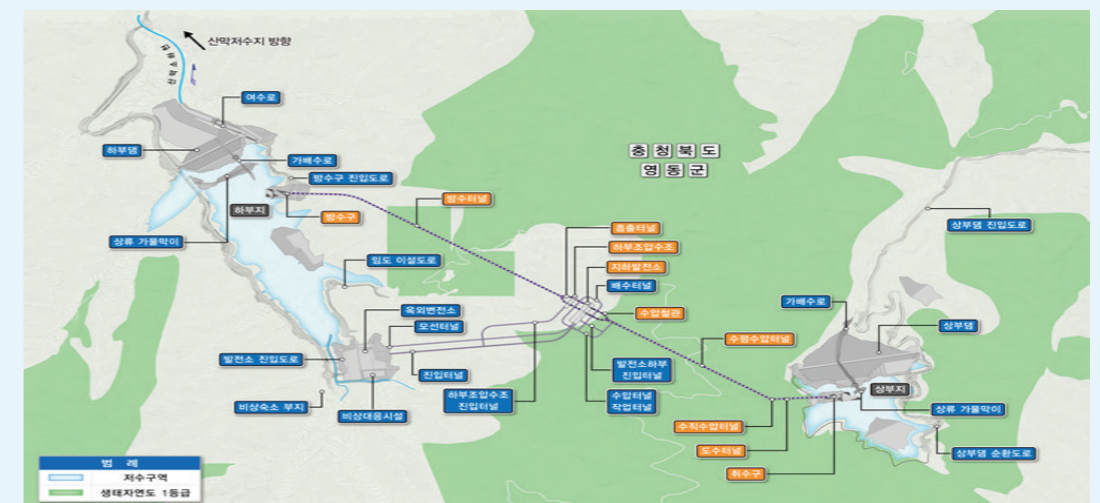 산막저수지 방향
산막소류천
여수로
하부댐
가배수로
방수구 진입도로
하부지
방수구
상류 가물막이
방수터널
충청북도
영동군
상부댐 진입도로
흡출터널
하부조압수조
지하발전소
배수터널
임도 이설도로
옥외변전소
모선터널
수압철관
가배수로
상부댐
수평수압터널
발전소 진입도로
진입터널
발전소하부
진입터널
상부지
비상숙소 부지
비상대응시설
하부조압수조
진입터널
수압터널
작업터널
상류 가물막이
수직수압터널
도수터널
상부댐 순환도로
취수구
범 례
저수구역
생태자연도 1등급